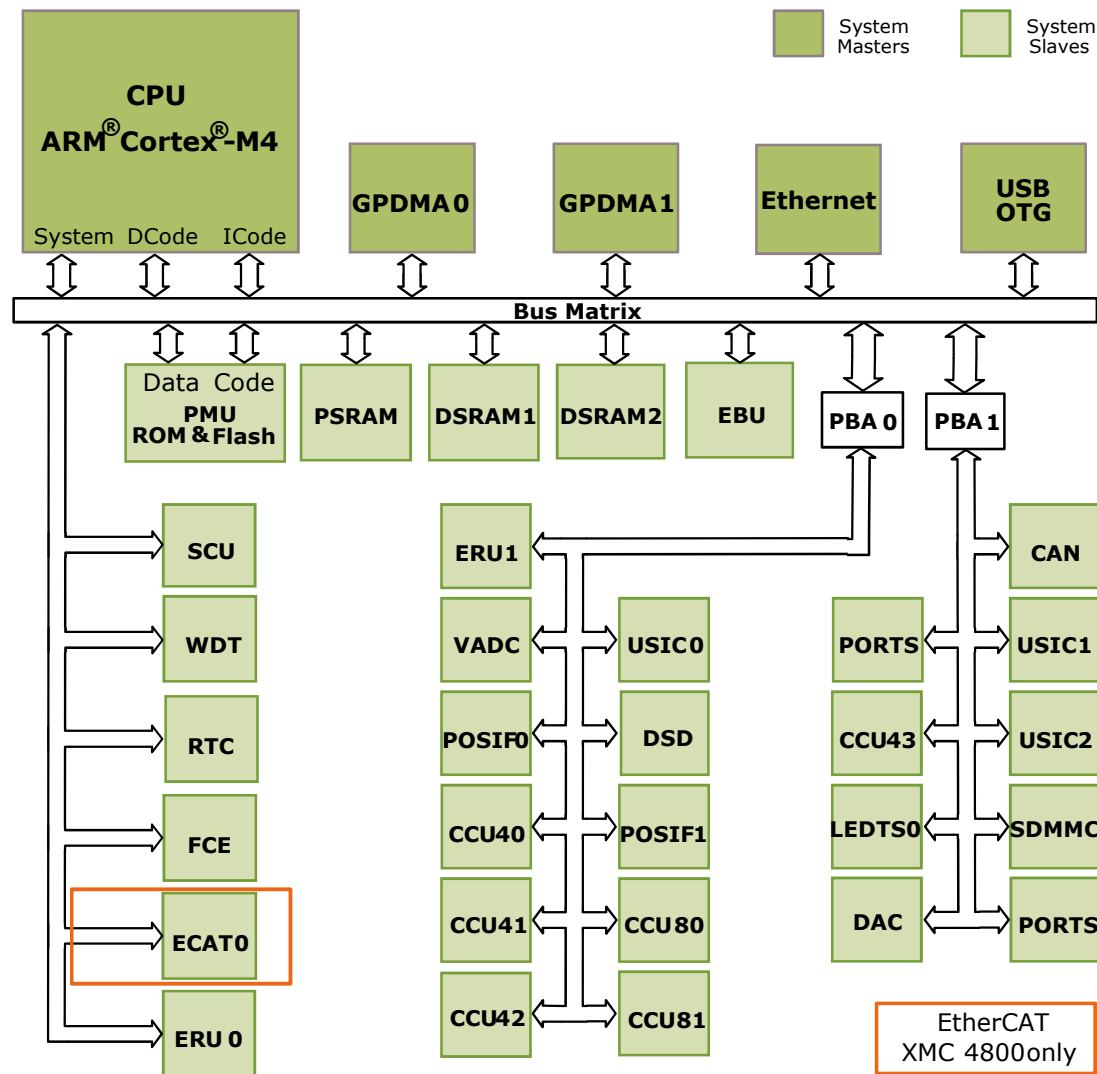 System
Masters
System
Slaves
CPU
ARM® Cortex®-M4
System DCode ICode
GPDMA0
GPDMA1
Ethernet
USB
OTG
Bus Matrix
Data Code
PMU
ROM & Flash
PSRAM
DSRAM1
DSRAM2
EBU
PBA 0
PBA 1
SCU
WDT
RTC
FCE
ECAT0
ERU 0
ERU1
VADC
USIC0
POSIF0
DSD
CCU40
POSIF1
CCU41
CCU80
CCU42
CCU81
CAN
PORTS
USIC1
CCU43
USIC2
LEDTS0
SDMMC
DAC
PORTS
EtherCAT
XMC 4800only